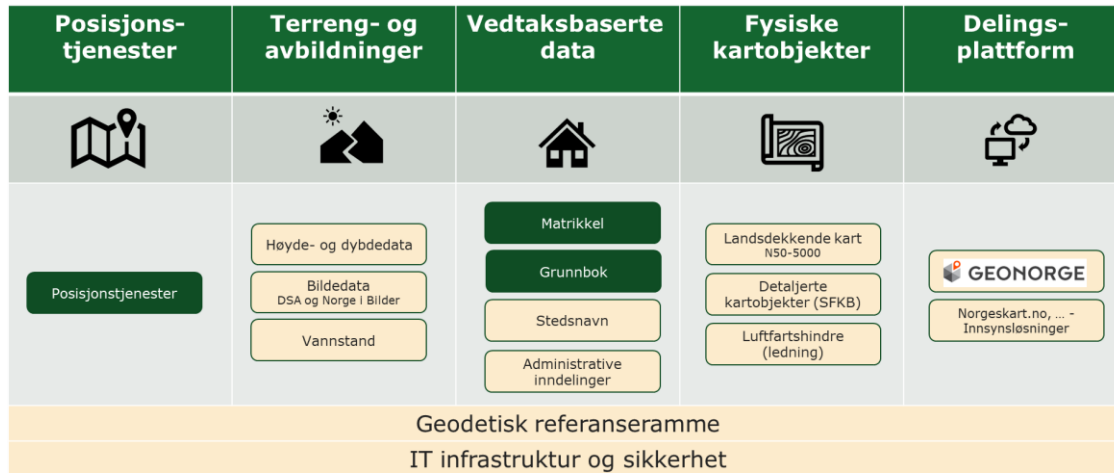 Posisjons-
tjenester
Terreng- og
avbildninger
Vedtaksbaserte
data
Fysiske
kartobjekter
Delings-
plattform
Posisjonstjenester
Høyde- og dybdedata
Bildedata
DSA og Norge i Bilder
Vannstand
Matrikkel
Grunnbok
Stedsnavn
Administrative
inndelinger
Landsdekkende kart
N50-5000
Detaljerte
kartobjekter (SFKB)
Luftfartshindre
(ledning)
GEONORGE
Norgeskart.no, ... -
Innsynsløsninger
Geodetisk referanseramme
IT infrastruktur og sikkerhet